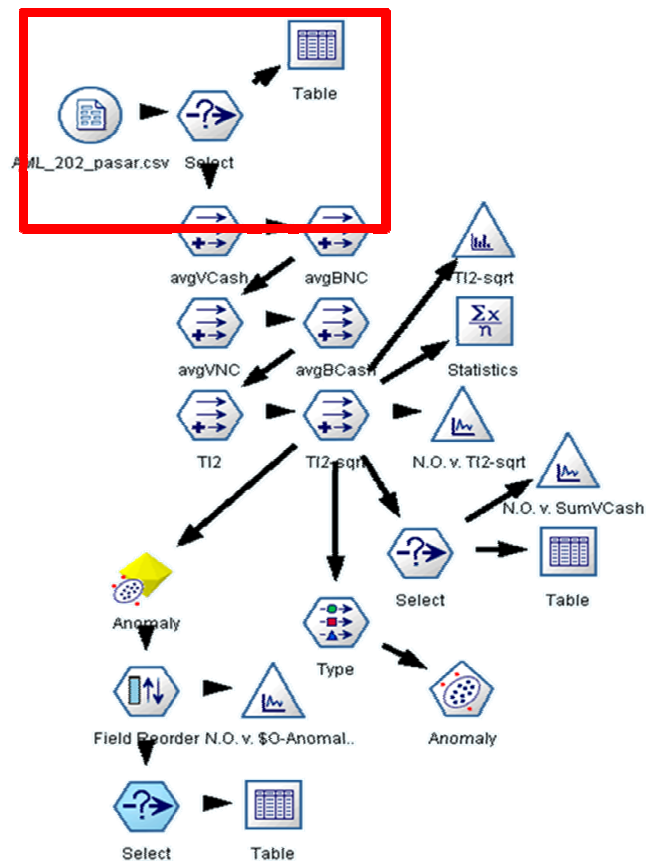 Table
AML_202_pasar.csv
Select
avgVCash
avgBNC
TI2-sqrt
avgVNC
avgBCash
Σx
n
Statistics
TI2
TI2-sqrt
N.O. v. TI2-sqrt
N.O. v. SumVCash
Select
Table
Anomaly
Type
Field Reorder
N.O. v. $O-Anomal..
Anomaly
Select
Table